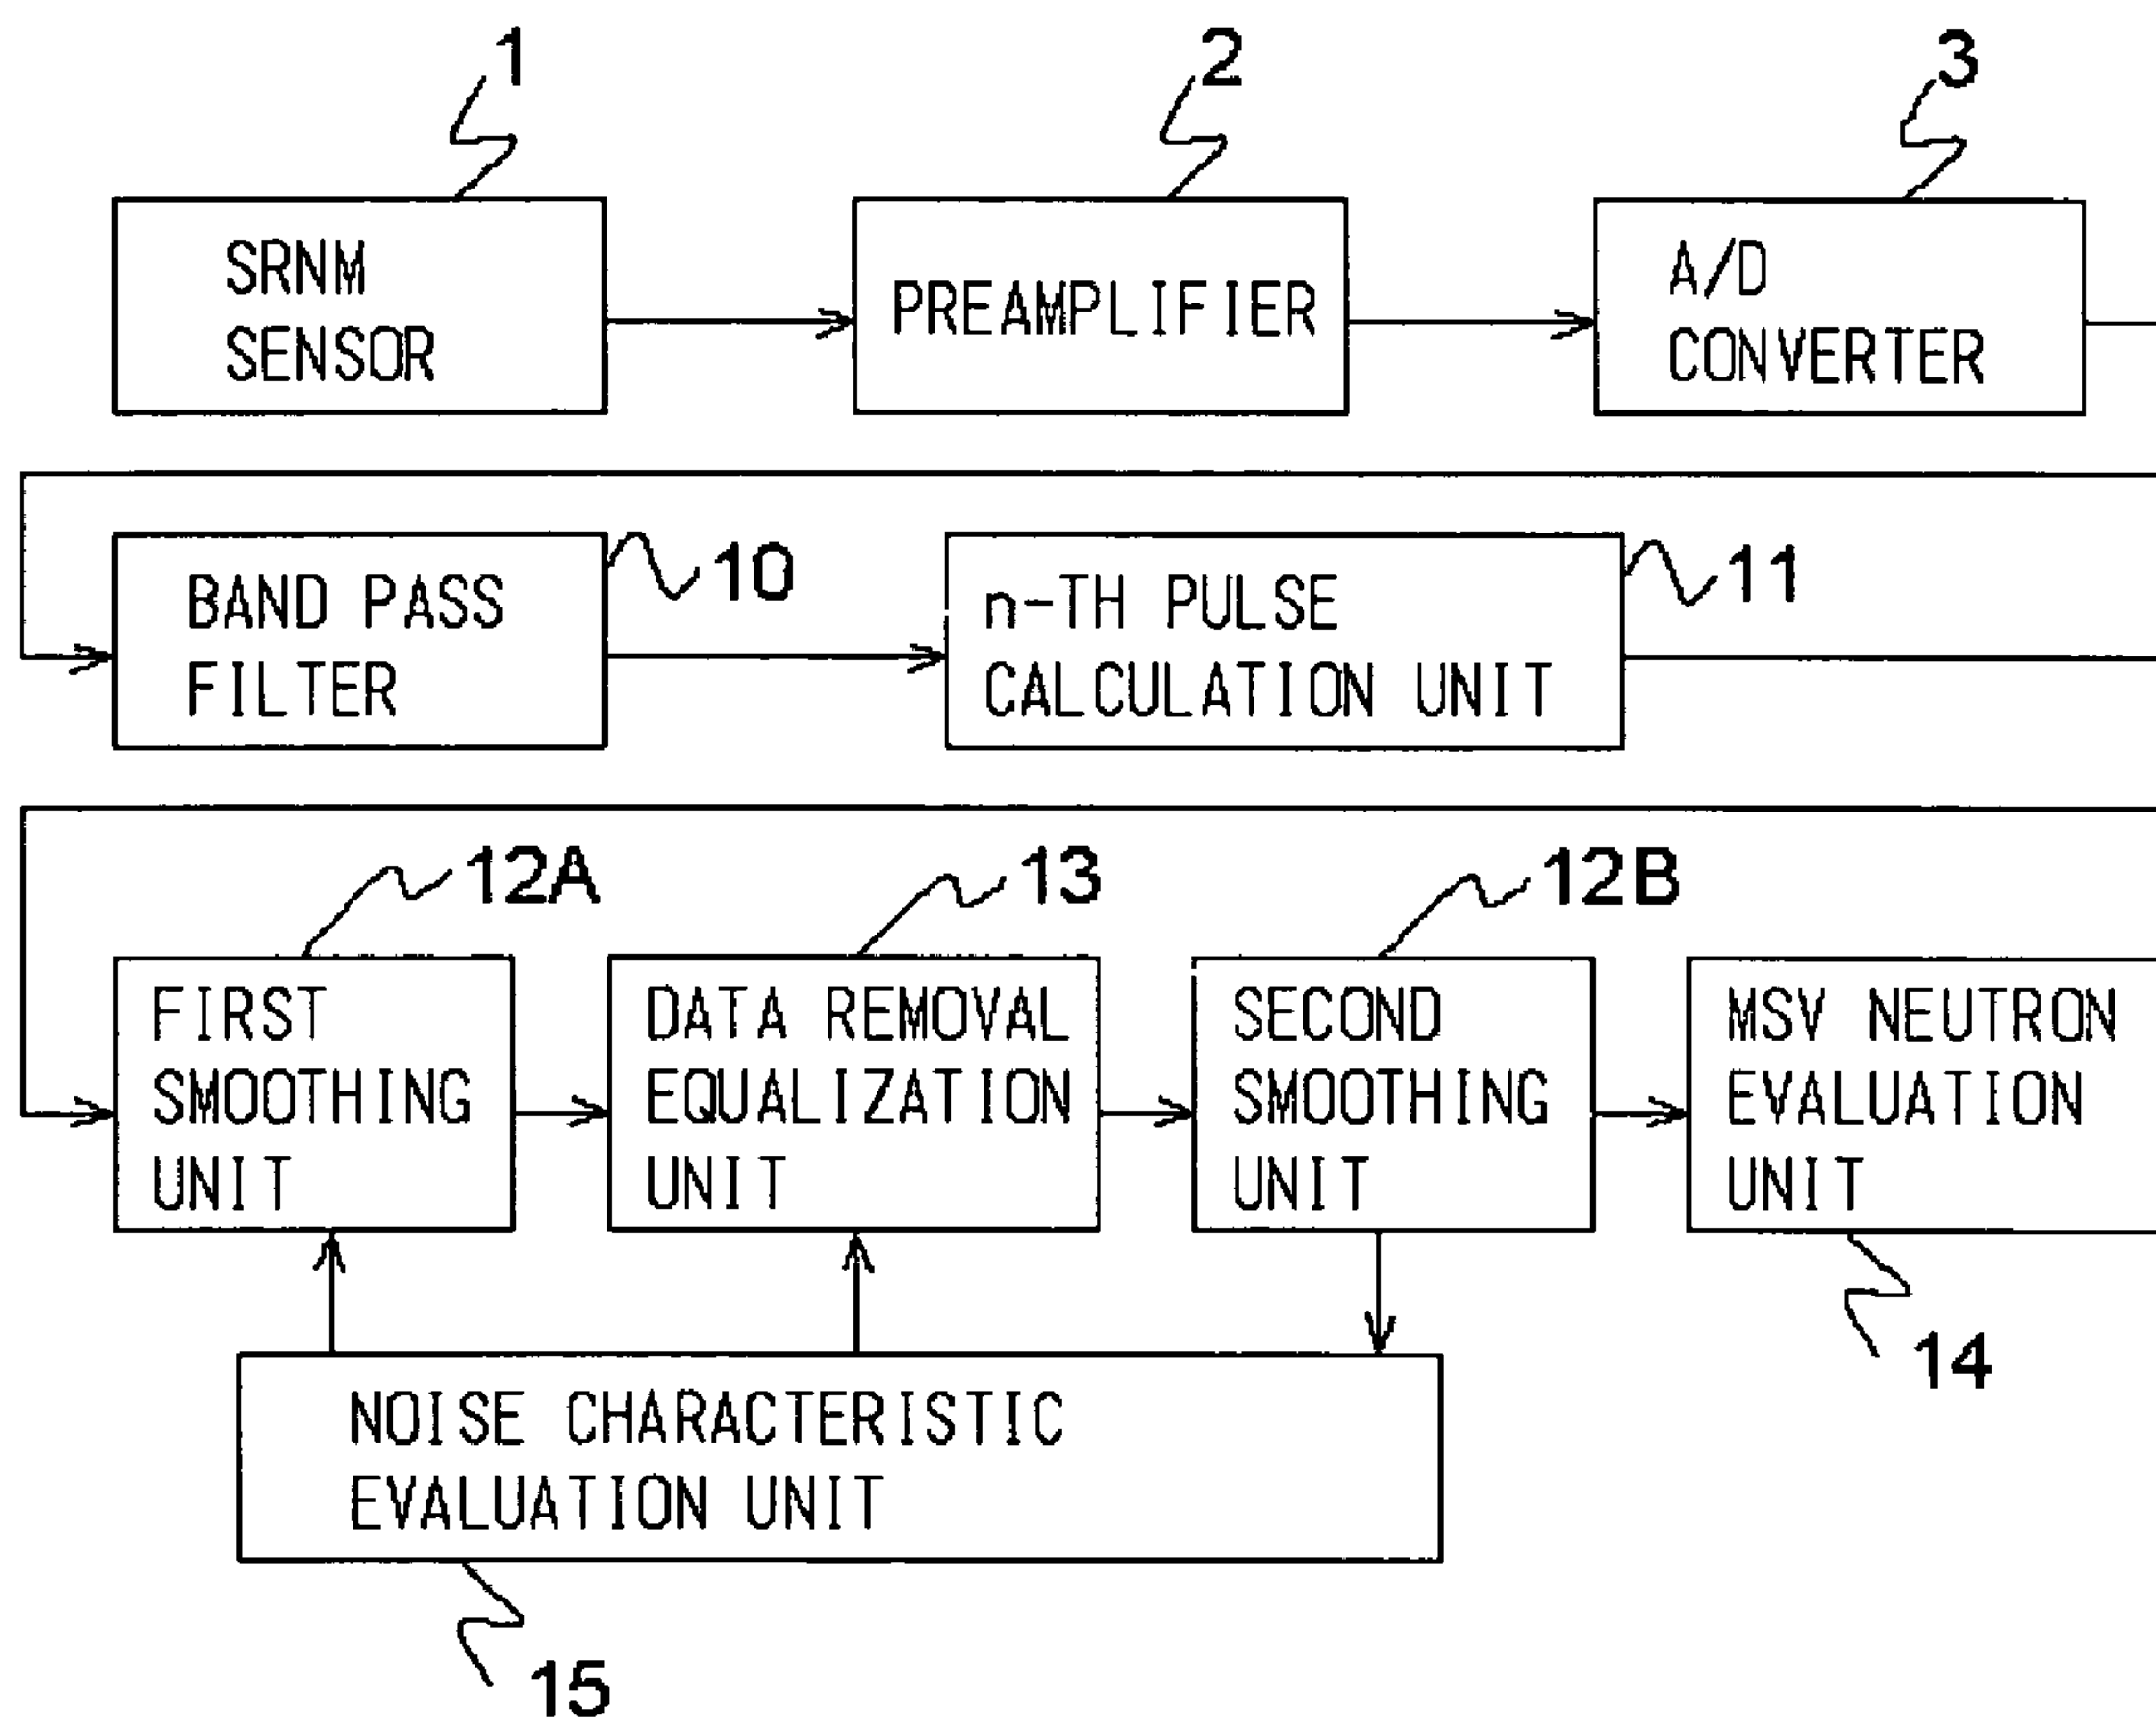 1
2
3
SRNM
SENSOR
PREAMPLIFIER
A/D
CONVERTER
10
11
BAND PASS
FILTER
n-TH PULSE
CALCULATION UNIT
12A
13
12B
FIRST
SMOOTHING
UNIT
DATA REMOVAL
EQUALIZATION
UNIT
SECOND
SMOOTHING
UNIT
MSV NEUTRON
EVALUATION
UNIT
14
NOISE CHARACTERISTIC
EVALUATION UNIT
15